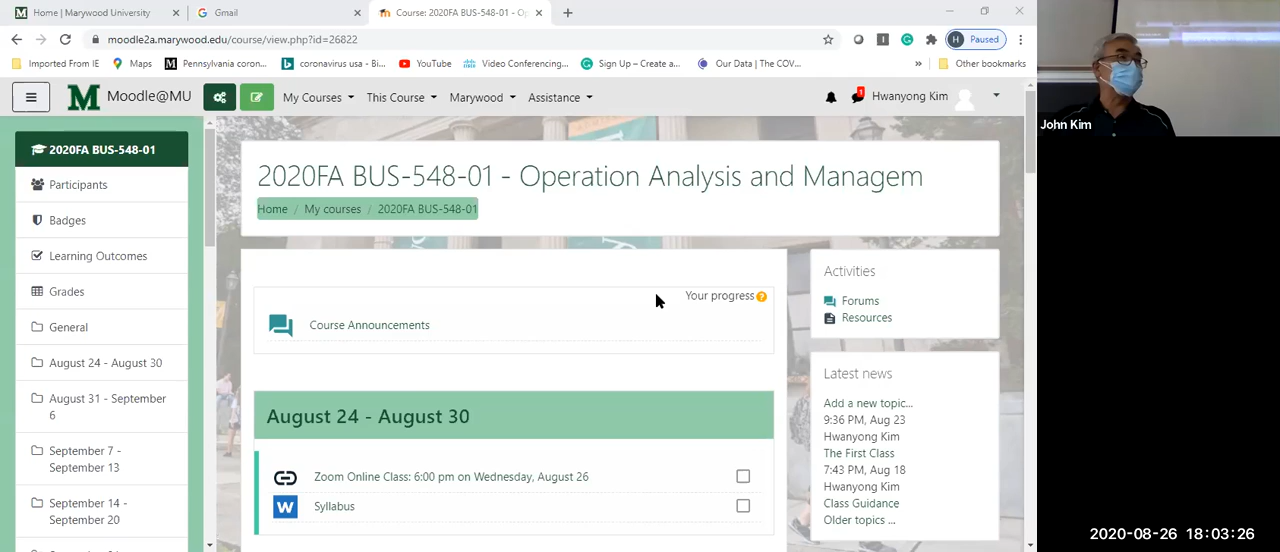 Home | Marywood University
Gmail
Course: 2020FA BUS-548-01 - Op
moodle2a.marywood.edu/course/view.php?id=26822
H
Paused
Imported From IE
Maps
Pennsylvania coron...
coronavirus usa - Bi...
YouTube
Video Conferencing...
Sign Up – Create a...
Our Data | The COV...
»
Other bookmarks
M Moodle@MU
My Courses
This Course
Marywood
Assistance
1
Hwanyong Kim
John Kim
2020FA BUS-548-01
Participants
Badges
Learning Outcomes
Grades
General
August 24 - August 30
August 31 - September
6
September 7 -
September 13
September 14 -
September 20
2020FA BUS-548-01 - Operation Analysis and Managem
Home / My courses / 2020FA BUS-548-01
Your progress
Course Announcements
August 24 - August 30
Zoom Online Class: 6:00 pm on Wednesday, August 26
W Syllabus
Activities
Forums
Resources
Latest news
Add a new topic...
9:36 PM, Aug 23
Hwanyong Kim
The First Class
7:43 PM, Aug 18
Hwanyong Kim
Class Guidance
Older topics ...
2020-08-26 18:03:26